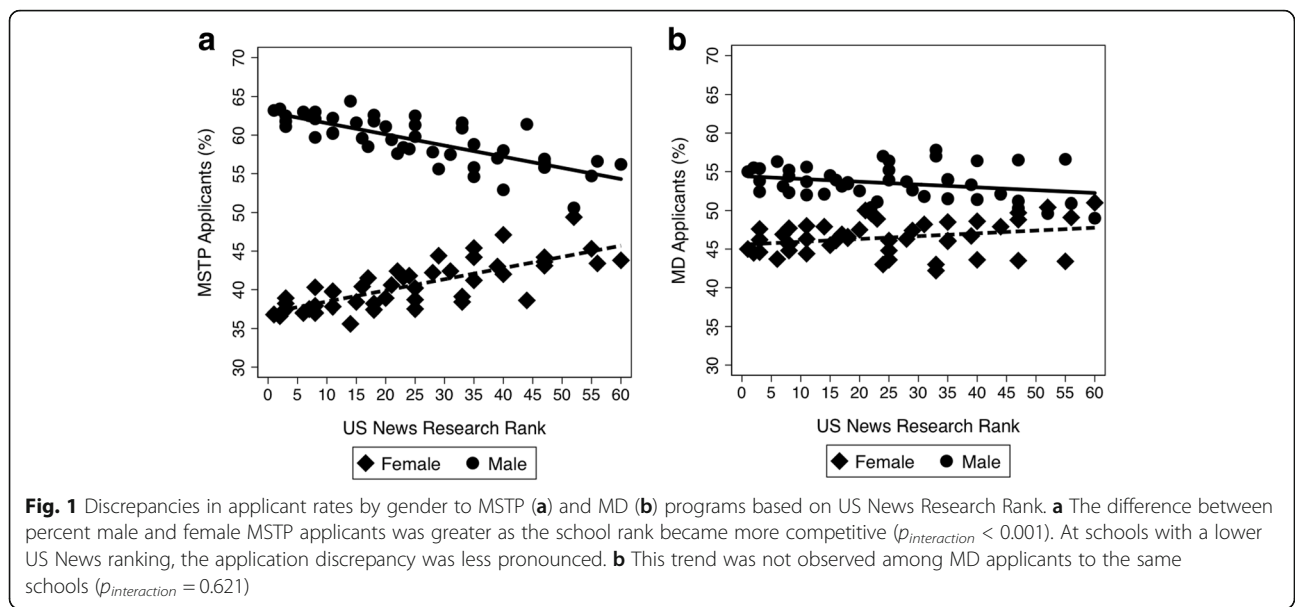 a
b
70
65
60
55
50
45
40
35
30
MSTP Applicants (%)
0 5 10 15 20 25 30 35 40 45 50 55 60
US News Research Rank
Female Male
70
65
60
55
50
45
40
35
30
MD Applicants (%)
0 5 10 15 20 25 30 35 40 45 50 55 60
US News Research Rank
Female Male
Fig. 1 Discrepancies in applicant rates by gender to MSTP (a) and MD (b) programs based on US News Research Rank. a The difference between
percent male and female MSTP applicants was greater as the school rank became more competitive (p_interaction < 0.001). At schools with a lower
US News ranking, the application discrepancy was less pronounced. b This trend was not observed among MD applicants to the same
schools (p_interaction = 0.621)